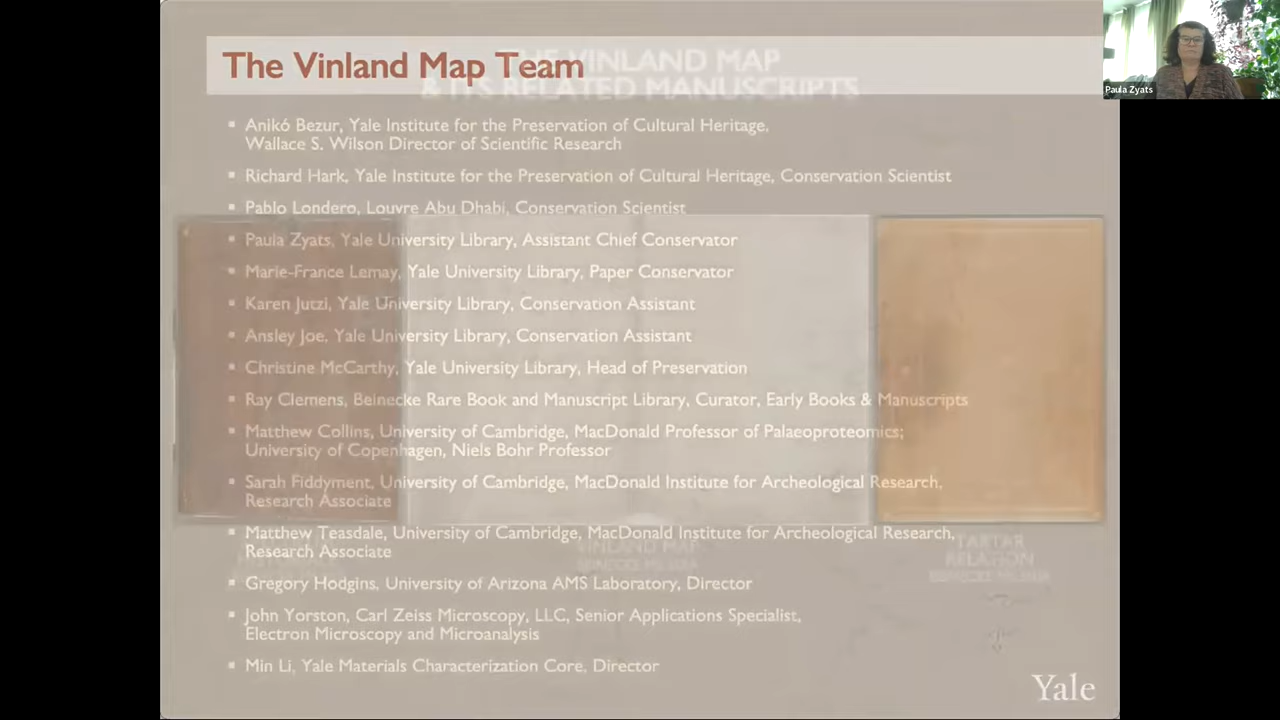 The Vinland Map Team
THE VINLAND MAP
& ITS RELATED MANUSCRIPTS
Paula Zyats
▪ Anikó Bezur, Yale Institute for the Preservation of Cultural Heritage,
Wallace S. Wilson Director of Scientific Research
▪ Richard Hark, Yale Institute for the Preservation of Cultural Heritage, Conservation Scientist
▪ Pablo Londero, Louvre Abu Dhabi, Conservation Scientist
▪ Paula Zyats, Yale University Library, Assistant Chief Conservator
▪ Marie-France Lemay, Yale University Library, Paper Conservator
▪ Karen Jutzi, Yale University Library, Conservation Assistant
▪ Ansley Joe, Yale University Library, Conservation Assistant
▪ Christine McCarthy, Yale University Library, Head of Preservation
▪ Ray Clemens, Beinecke Rare Book and Manuscript Library, Curator, Early Books & Manuscripts
▪ Matthew Collins, University of Cambridge, MacDonald Professor of Palaeoproteomics;
University of Copenhagen, Niels Bohr Professor
▪ Sarah Fiddyment, University of Cambridge, MacDonald Institute for Archeological Research,
Research Associate
▪ Matthew Teasdale, University of Cambridge, MacDonald Institute for Archeological Research,
Research Associate
VINLAND MAP
TARTAR
RELATION
▪ Gregory Hodgins, University of Arizona AMS Laboratory, Director
▪ John Yorston, Carl Zeiss Microscopy, LLC, Senior Applications Specialist,
Electron Microscopy and Microanalysis
▪ Min Li, Yale Materials Characterization Core, Director
Yale